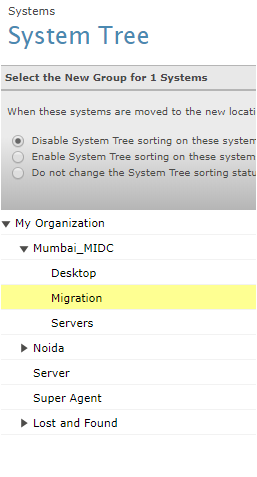 Systems
System Tree
Select the New Group for 1 Systems
When these systems are moved to the new locati
Disable System Tree sorting on these system
Enable System Tree sorting on these system
Do not change the System Tree sorting statu
My Organization
Mumbai_MIDC
Desktop
Migration
Servers
Noida
Server
Super Agent
Lost and Found